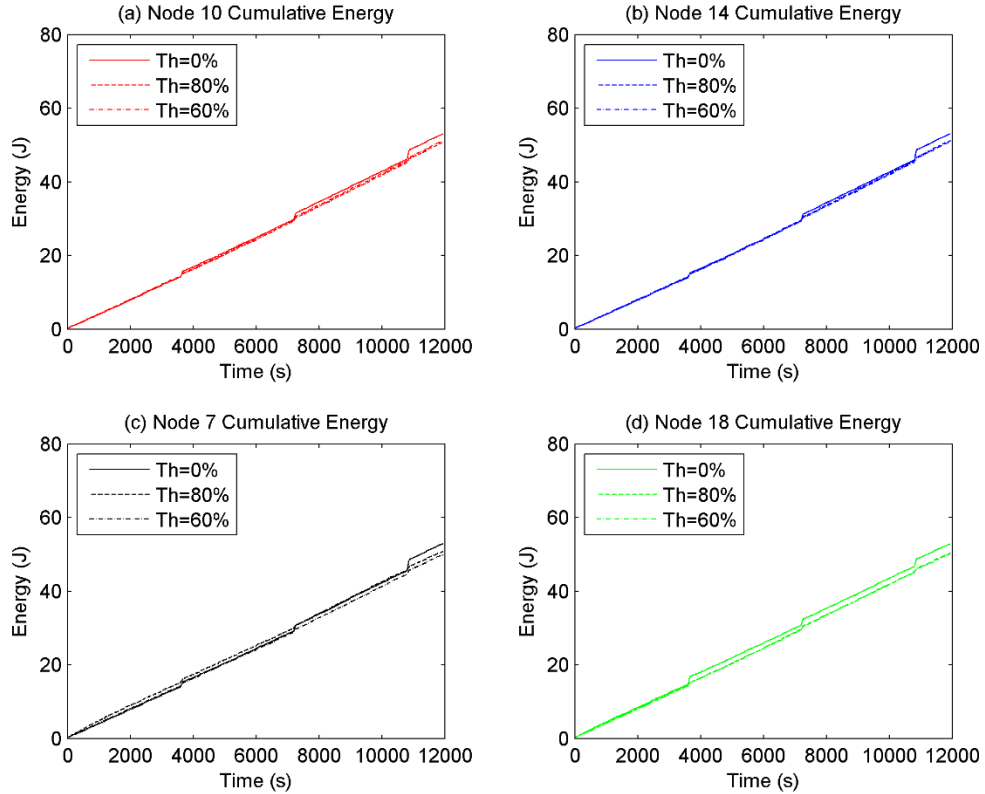 (a) Node 10 Cumulative Energy
80
60
40
20
0
Energy (J)
Th=0%
Th=80%
Th=60%
0 2000 4000 6000 8000 10000 12000
Time (s)
(b) Node 14 Cumulative Energy
80
60
40
20
0
Energy (J)
Th=0%
Th=80%
Th=60%
0 2000 4000 6000 8000 10000 12000
Time (s)
(c) Node 7 Cumulative Energy
80
60
40
20
0
Energy (J)
Th=0%
Th=80%
Th=60%
0 2000 4000 6000 8000 10000 12000
Time (s)
(d) Node 18 Cumulative Energy
80
60
40
20
0
Energy (J)
Th=0%
Th=80%
Th=60%
0 2000 4000 6000 8000 10000 12000
Time (s)